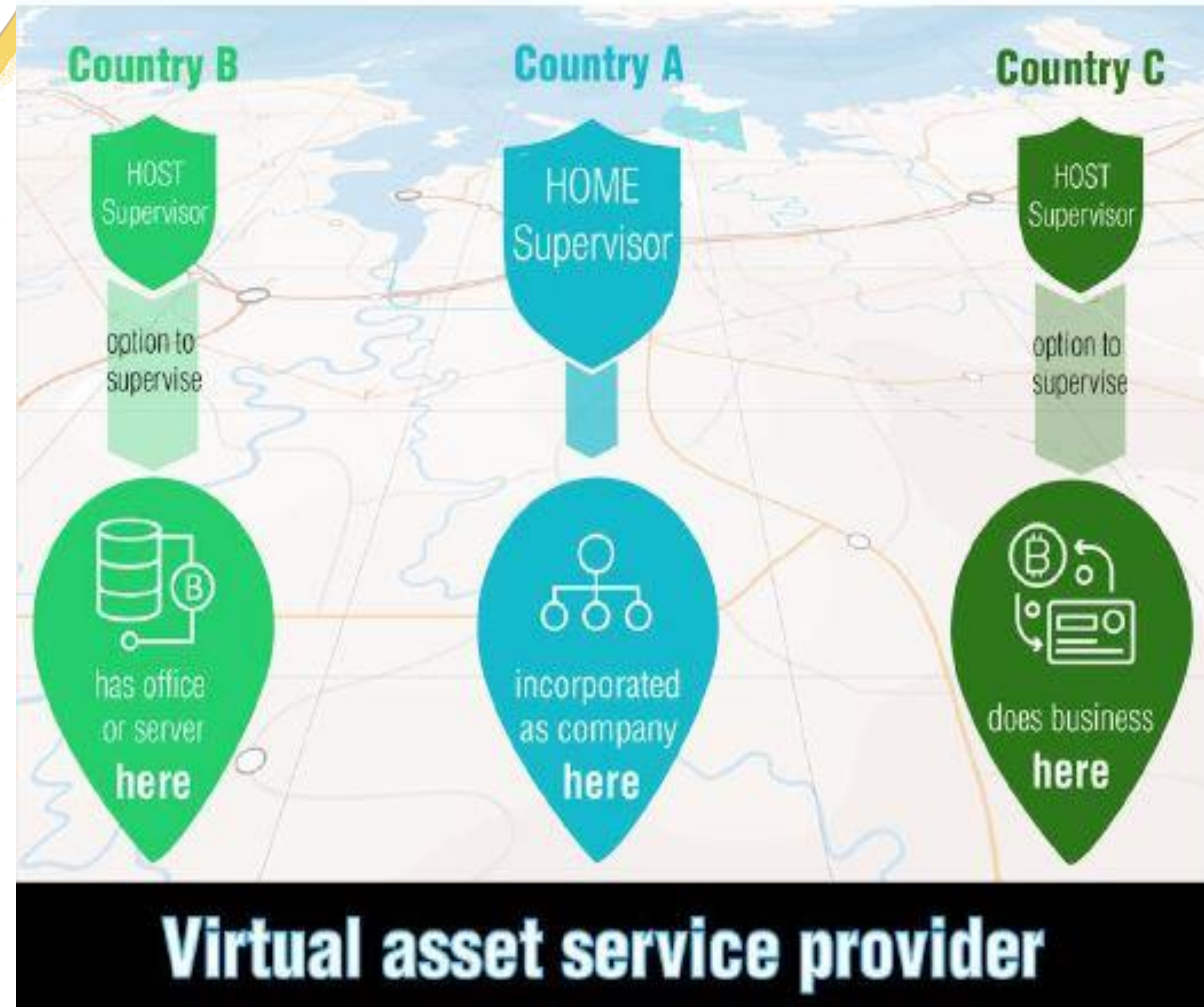 Country B
HOST
Supervisor
option to
supervise
B
has office
or server
here
Country A
HOME
Supervisor
incorporated
as company
here
Country C
HOST
Supervisor
option to
supervise
₿
does business
here
Virtual asset service provider